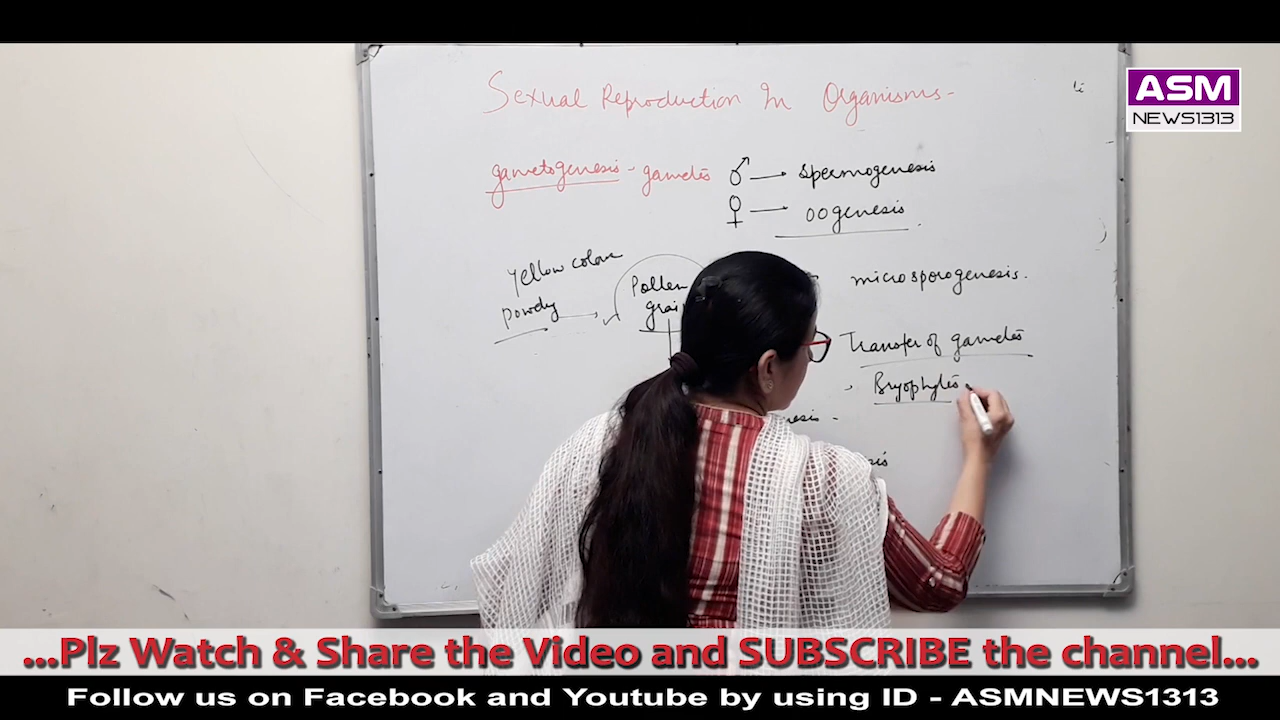 Sexual Reproduction In Organisms-
ASM
NEWS1313
gametogenesis - gametes ♂ → spermogenesis
♀ → oogenesis
Yellow colour
Powdy → Pollen
microsporogenesis.
Transfer of gametes
Bryophytes
...Plz Watch & Share the Video and SUBSCRIBE the channel...
Follow us on Facebook and Youtube by using ID - ASMNEWS1313